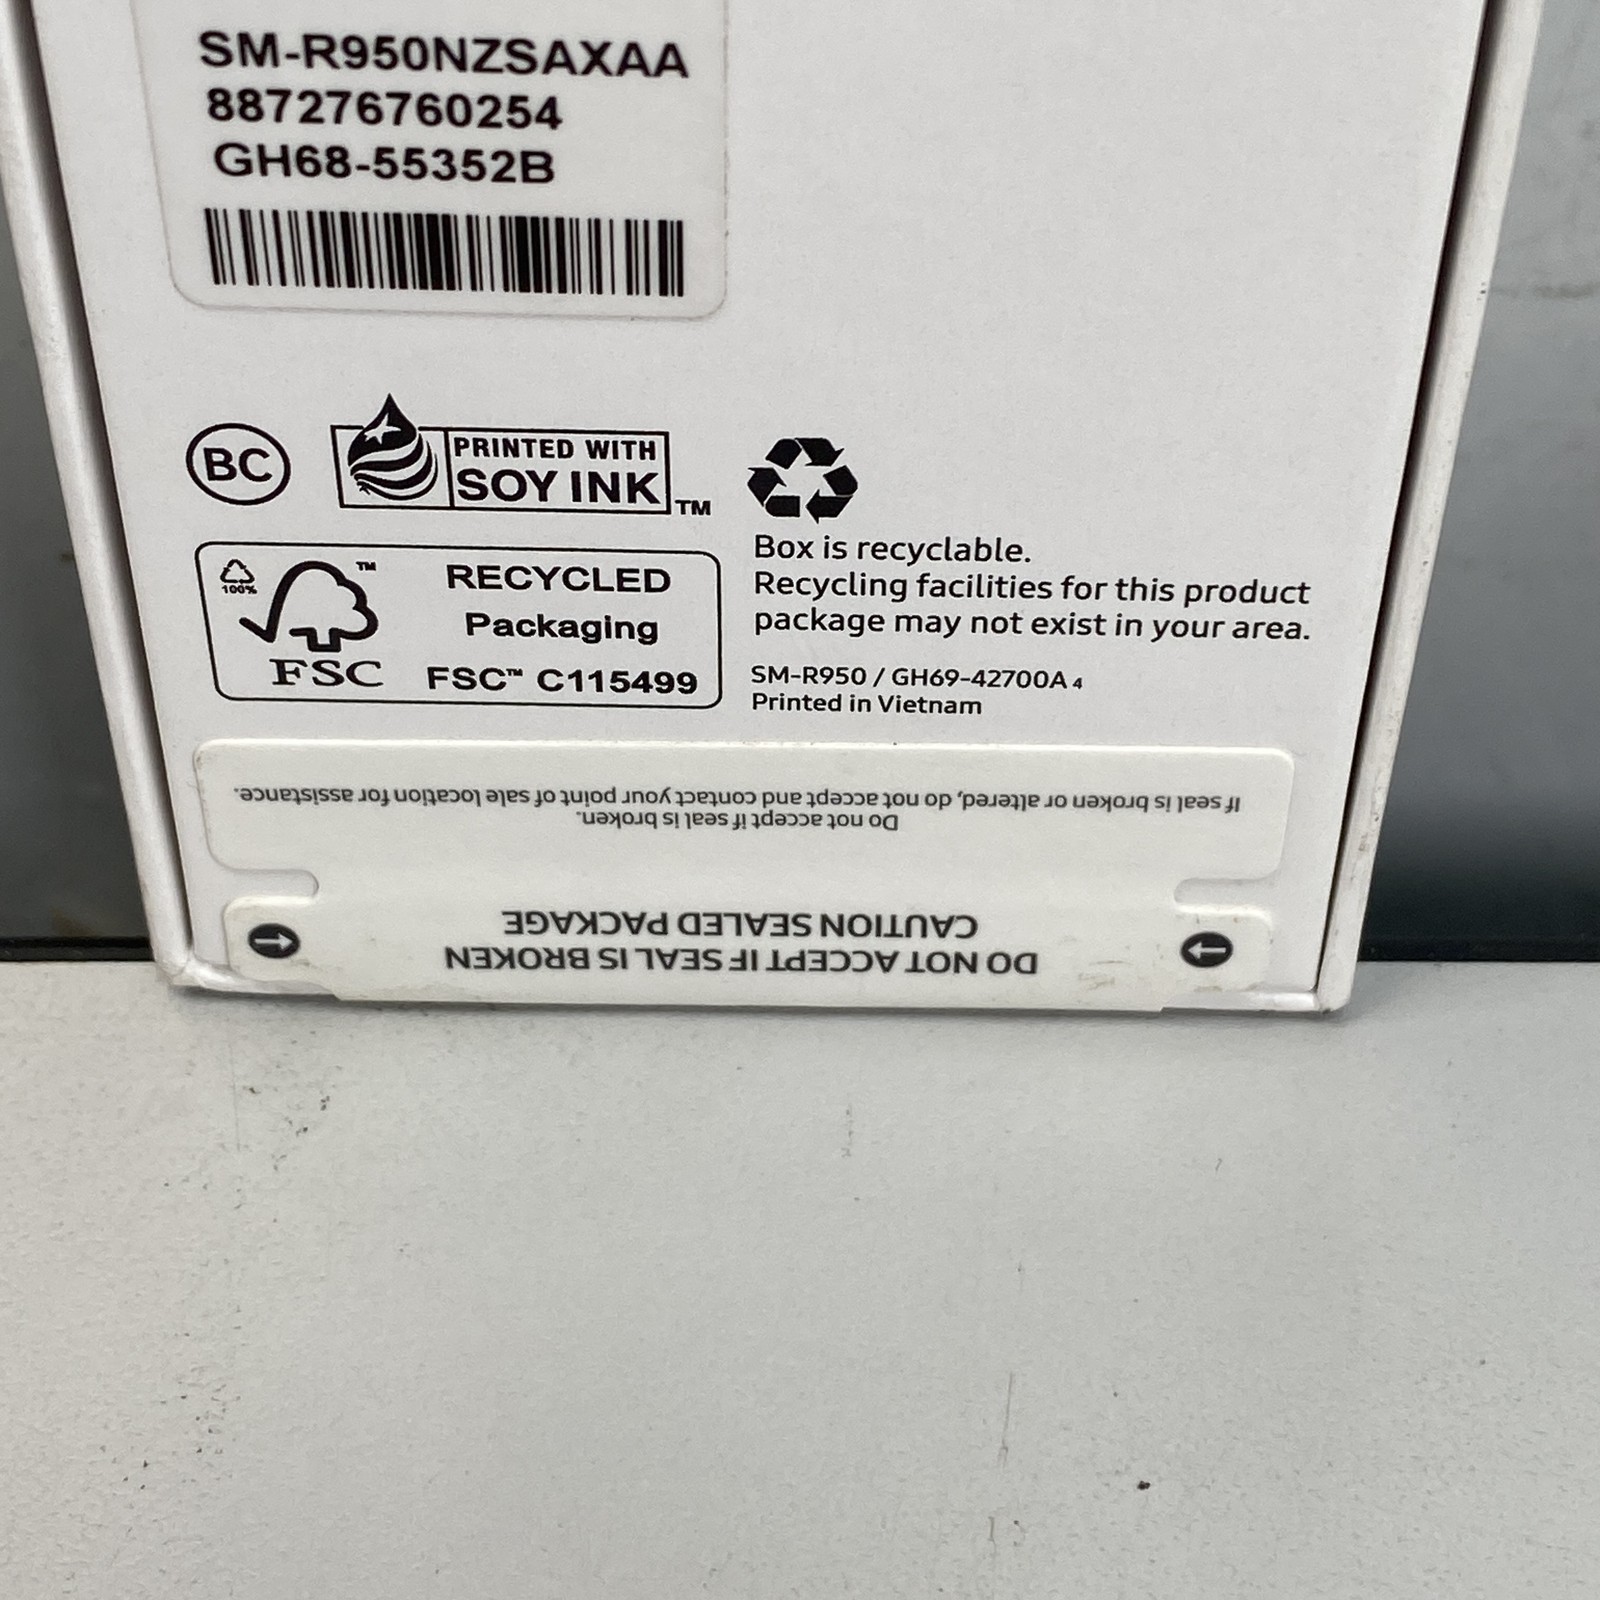 SM-R950NZSAXAA
887276760254
GH68-55352B
BC
PRINTED WITH
SOY INK
TM
100%
TM
FSC
RECYCLED
Packaging
FSC™ C115499
Box is recyclable.
Recycling facilities for this product
package may not exist in your area.
SM-R950 / GH69-42700A 4
Printed in Vietnam
DO NOT ACCEPT IF SEAL IS BROKEN
CAUTION SEALED PACKAGE
Do not accept if seal is broken.
If seal is broken or altered, do not accept and contact your point of sale location for assistance.